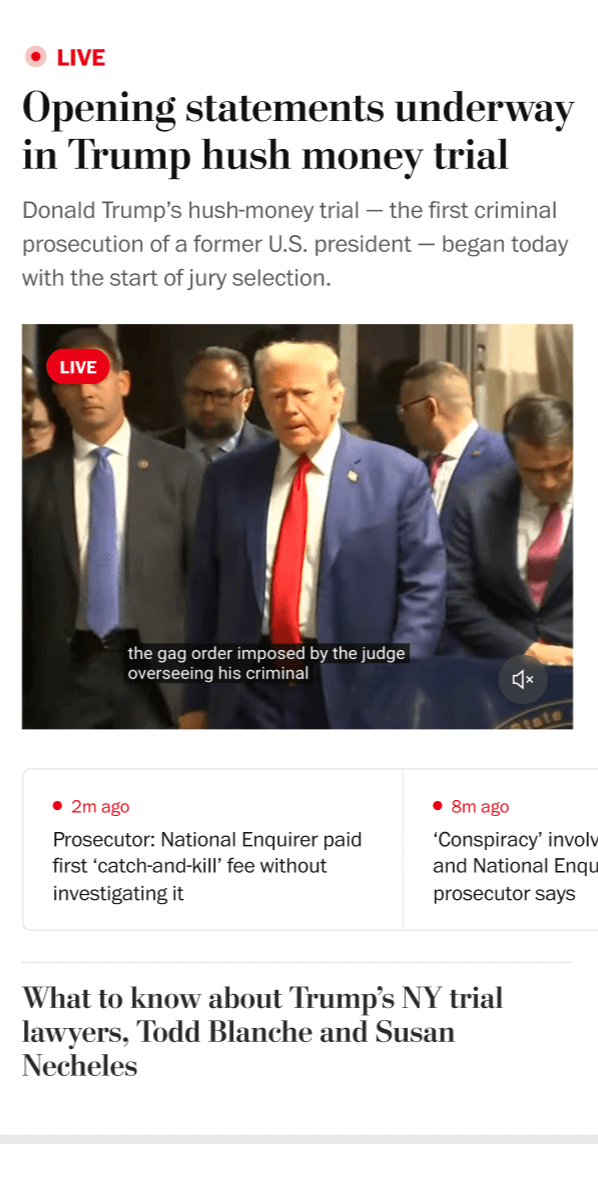 LIVE
Opening statements underway
in Trump hush money trial
Donald Trump’s hush-money trial — the first criminal
prosecution of a former U.S. president — began today
with the start of jury selection.
LIVE
the gag order imposed by the judge
overseeing his criminal
State
2m ago
Prosecutor: National Enquirer paid
first ‘catch-and-kill’ fee without
investigating it
8m ago
‘Conspiracy’ involv
and National Enqu
prosecutor says
What to know about Trump’s NY trial
lawyers, Todd Blanche and Susan
Necheles